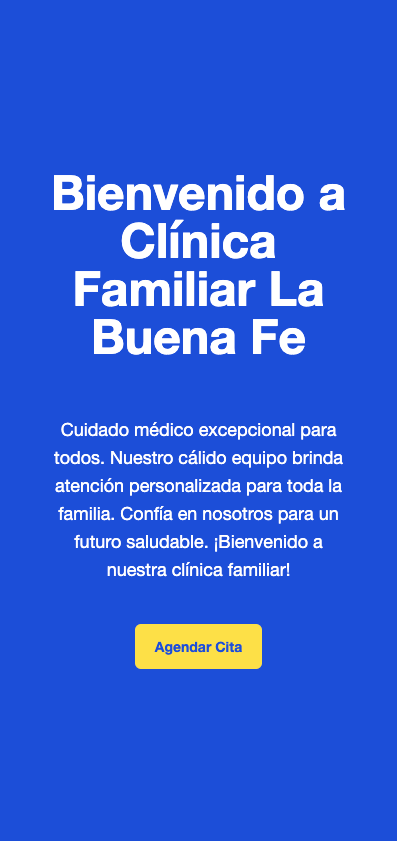 Bienvenido a
Clínica
Familiar La
Buena Fe
Cuidado médico excepcional para
todos. Nuestro cálido equipo brinda
atención personalizada para toda la
familia. Confía en nosotros para un
futuro saludable. ¡Bienvenido a
nuestra clínica familiar!
Agendar Cita